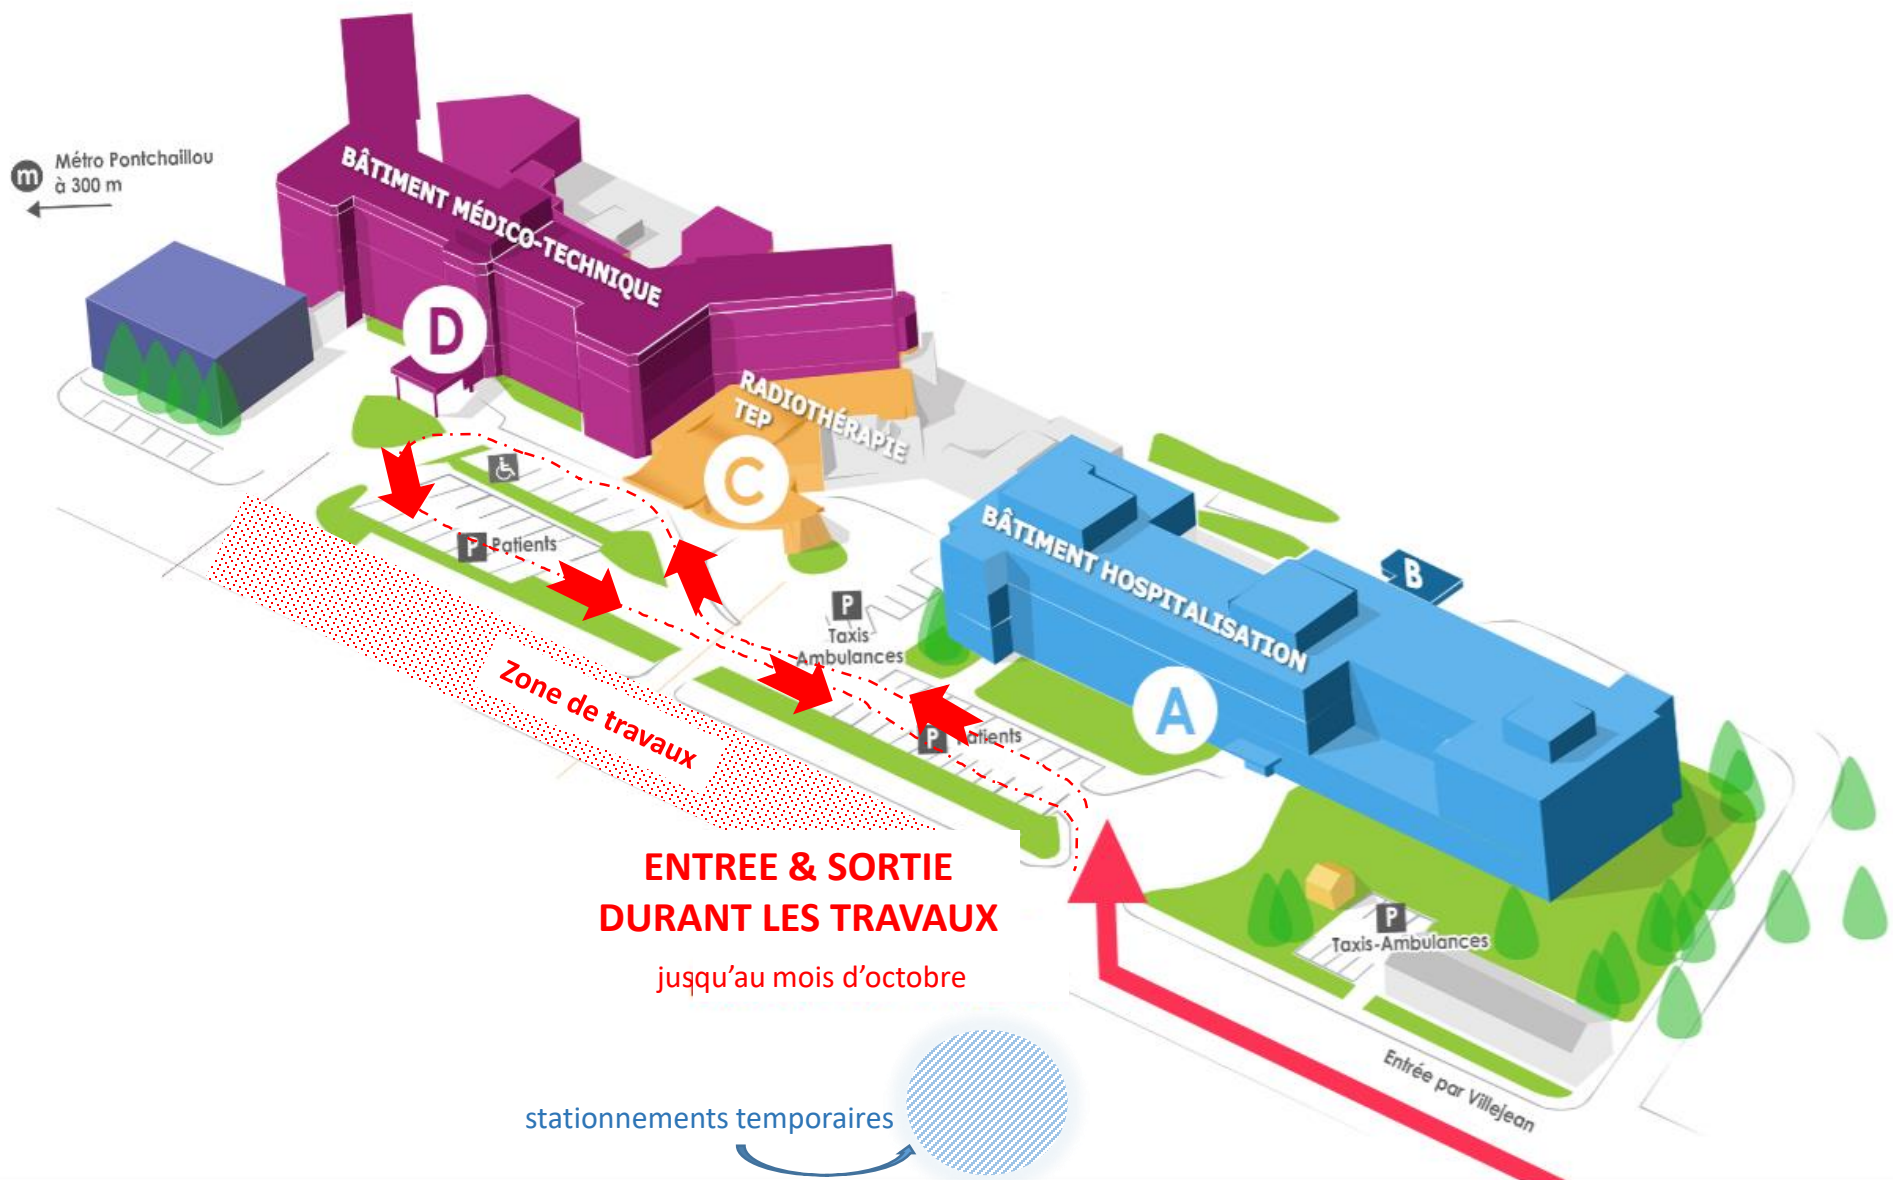 m
Métro Pontchaillou
à 300 m
BÂTIMENT MÉDICO-TECHNIQUE
D
RADIOTHÉRAPIE
TEP
C
P Patients
BÂTIMENT HOSPITALISATION
B
P
Taxis
Ambulances
A
Zone de travaux
P Patients
ENTREE & SORTIE
DURANT LES TRAVAUX
jusqu'au mois d'octobre
P
Taxis-Ambulances
Entrée par Villejean
stationnements temporaires